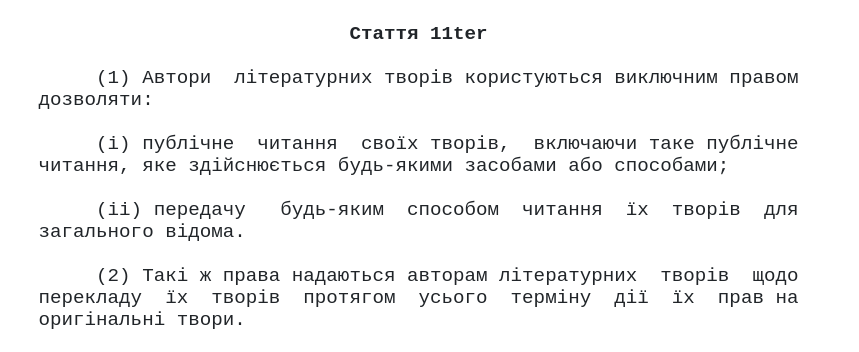 Стаття 11ter
(1) Автори літературних творів користуються виключним правом
дозволяти:
(i) публічне читання своїх творів, включаючи таке публічне
читання, яке здійснюється будь-якими засобами або способами;
(ii) передачу будь-яким способом читання їх творів для
загального відома.
(2) Такі ж права надаються авторам літературних творів щодо
перекладу їх творів протягом усього терміну дії їх прав на
оригінальні твори.